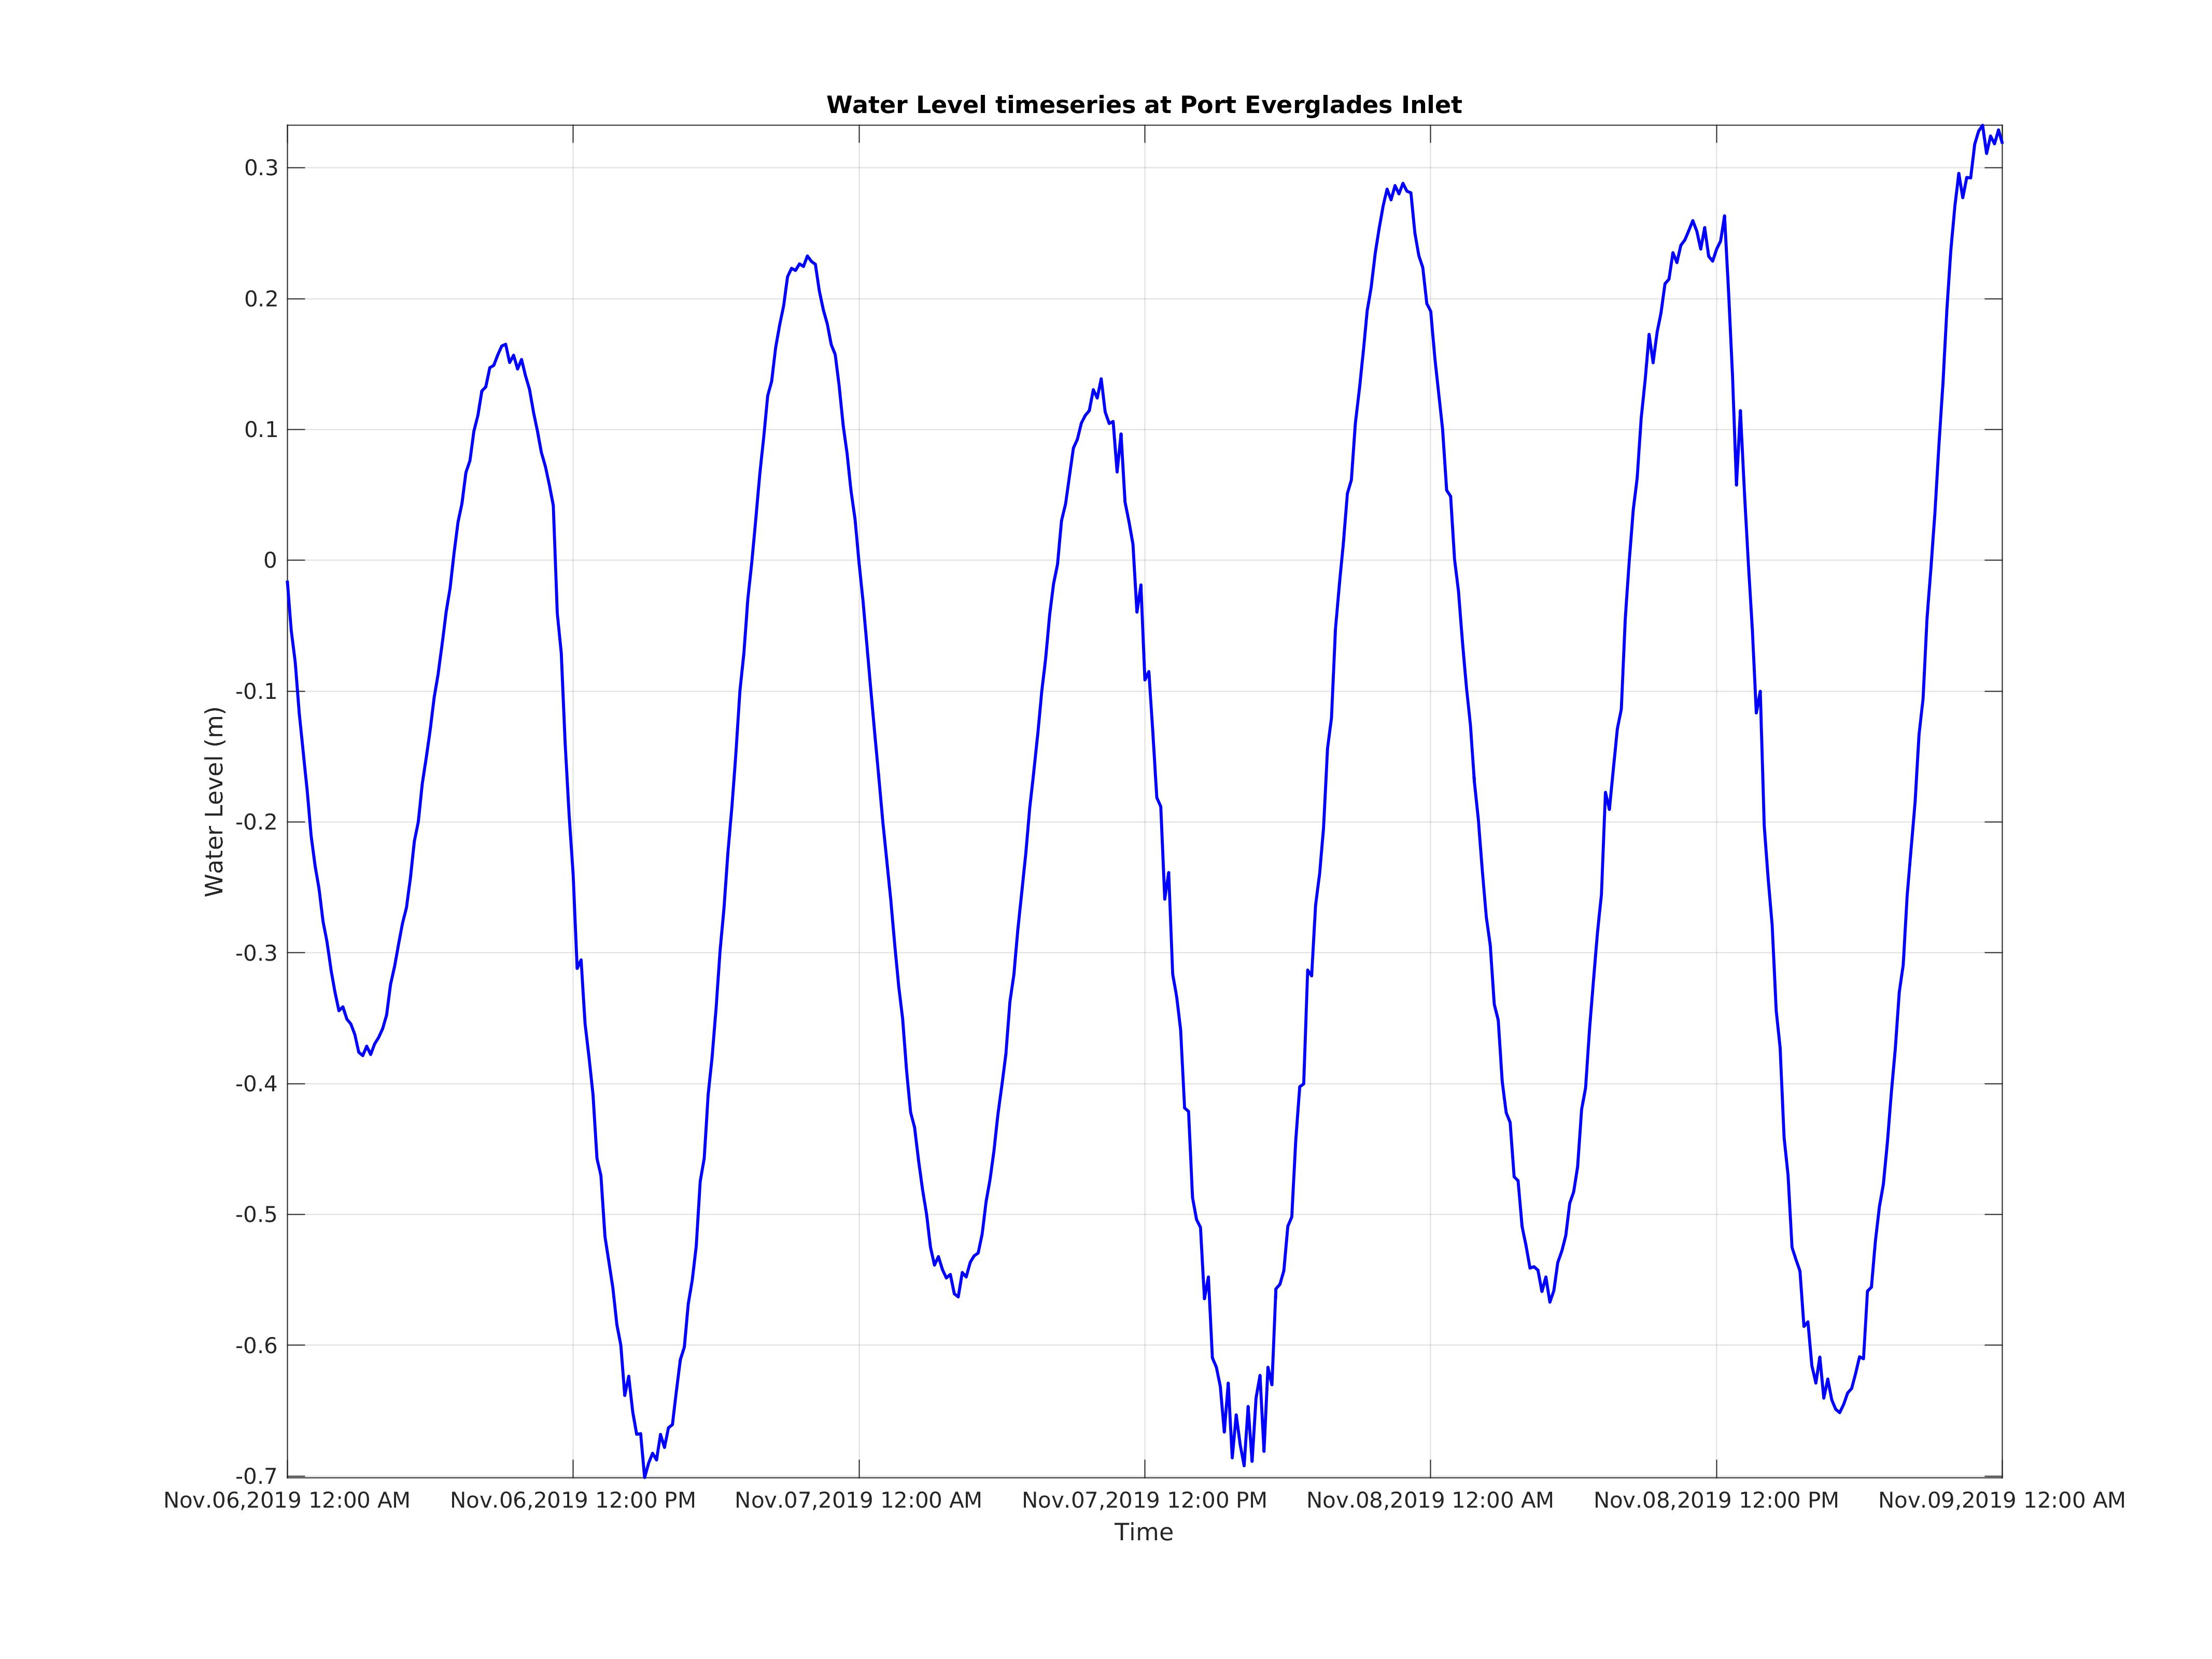 Water Level timeseries at Port Everglades Inlet
0.3
0.2
0.1
0
-0.1
-0.2
-0.3
-0.4
-0.5
-0.6
-0.7
Water Level (m)
Nov.06,2019 12:00 AM
Nov.06,2019 12:00 PM
Nov.07,2019 12:00 AM
Nov.07,2019 12:00 PM
Nov.08,2019 12:00 AM
Nov.08,2019 12:00 PM
Nov.09,2019 12:00 AM
Time